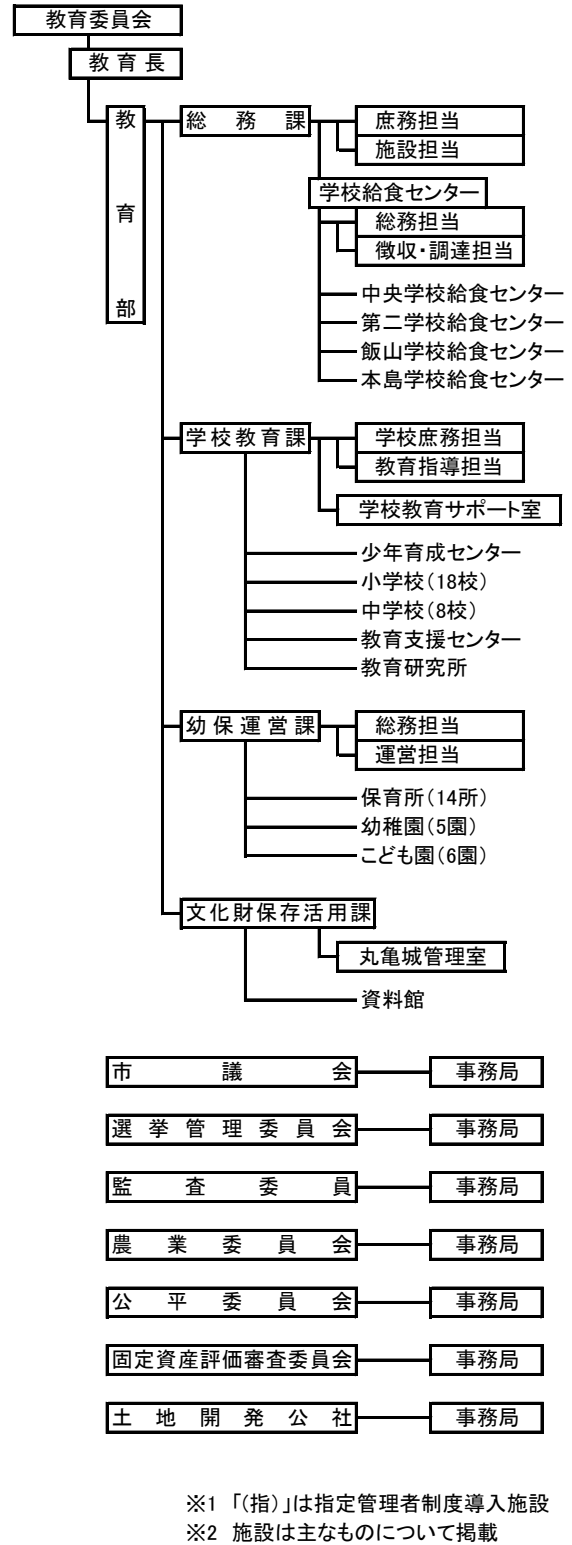 教育委員会
教育長
教育部
総務課
庶務担当
施設担当
学校給食センター
総務担当
徴収・調達担当
中央学校給食センター
第二学校給食センター
飯山学校給食センター
本島学校給食センター
学校教育課
学校庶務担当
教育指導担当
学校教育サポート室
少年育成センター
小学校(18校)
中学校(8校)
教育支援センター
教育研究所
幼保運営課
総務担当
運営担当
保育所(14所)
幼稚園(5園)
こども園(6園)
文化財保存活用課
丸亀城管理室
資料館
市議会 事務局
選挙管理委員会 事務局
監査委員 事務局
農業委員会 事務局
公平委員会 事務局
固定資産評価審査委員会 事務局
土地開発公社 事務局
※1 「(指)」は指定管理者制度導入施設
※2 施設は主なものについて掲載